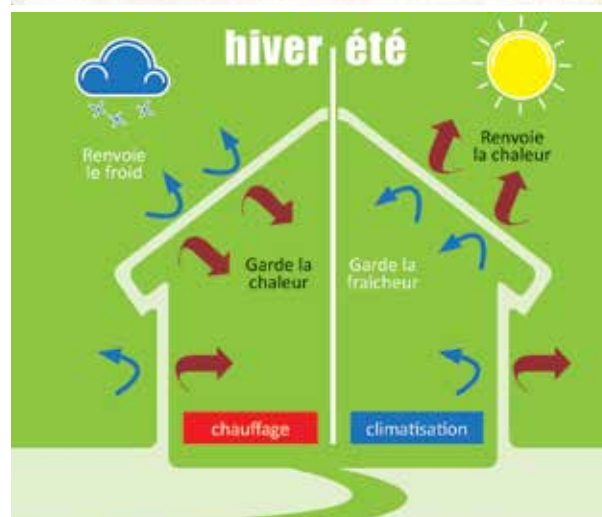 hiver été
Renvoie
le froid
Renvoie
la chaleur
Garde la
chaleur
Garde la
fraîcheur
chauffage
climatisation